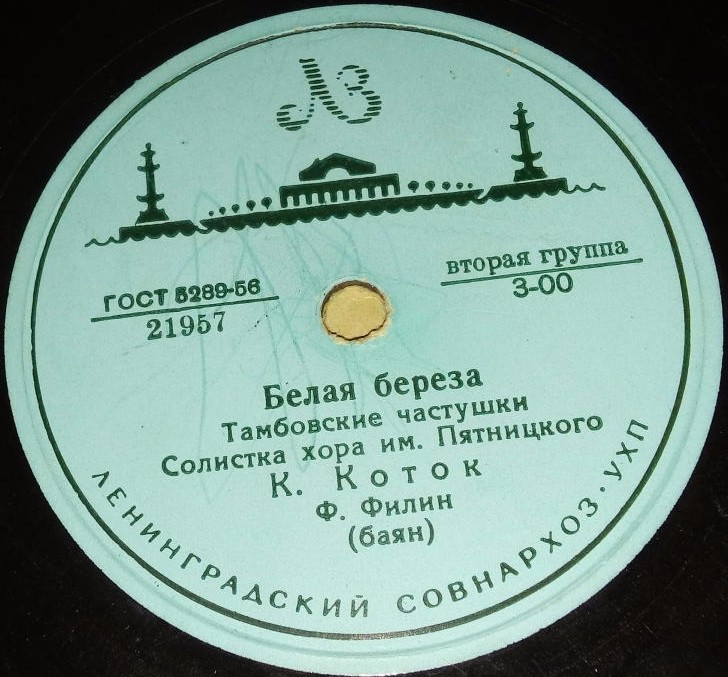 ЛЗ
ГОСТ 5289-56
21957
вторая группа
3-00
Белая береза
Тамбовские частушки
Солистка хора им. Пятницкого
К. Коток
Ф. Филин
(баян)
ЛЕНИНГРАДСКИЙ СОВНАРХОЗ · УХП